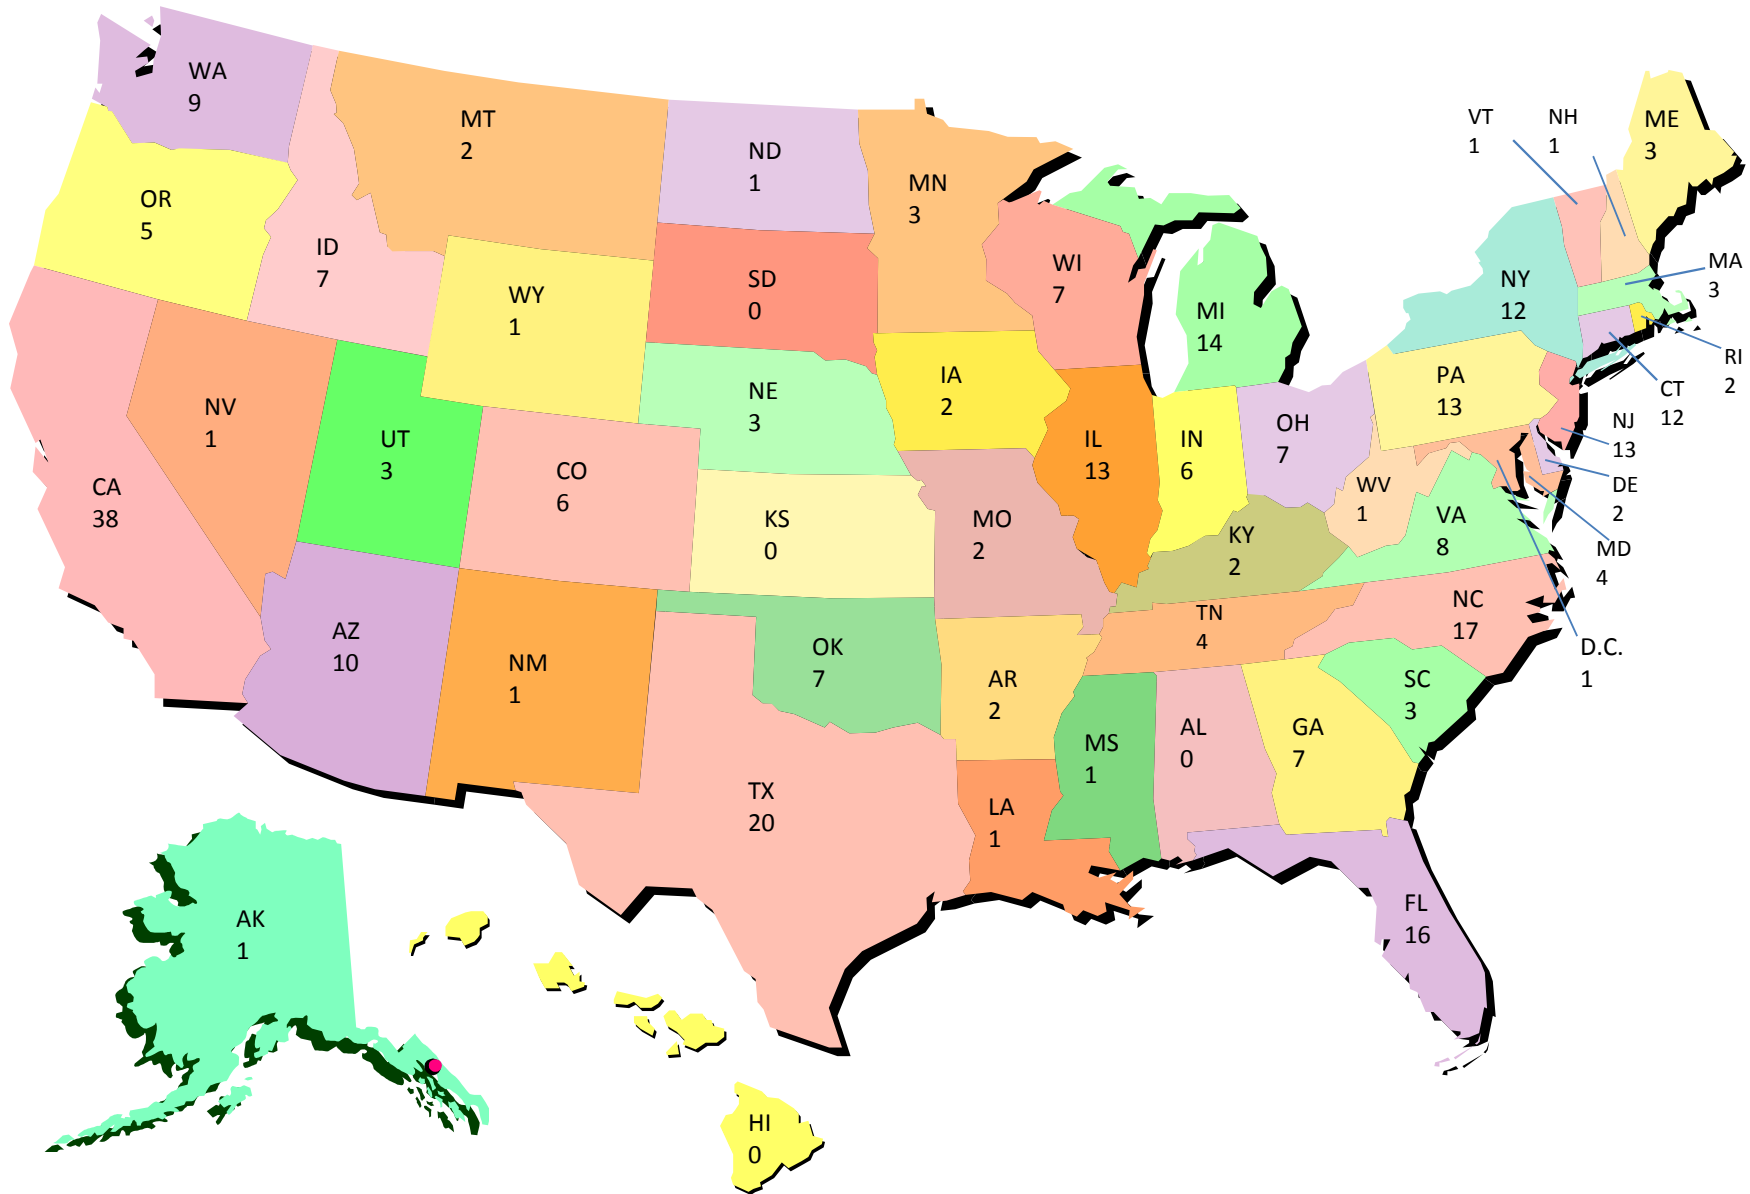 WA
9
MT
2
ND
1
MN
3
VT
1
NH
1
ME
3
OR
5
ID
7
WY
1
SD
0
WI
7
MI
14
NY
12
MA
3
RI
2
CT
12
NV
1
UT
3
NE
3
IA
2
PA
13
NJ
13
CA
38
CO
6
KS
0
MO
2
IL
13
IN
6
OH
7
WV
1
VA
8
DE
2
MD
4
KY
2
AZ
10
NM
1
OK
7
AR
2
TN
4
NC
17
D.C.
1
SC
3
MS
1
AL
0
GA
7
TX
20
LA
1
AK
1
FL
16
HI
0